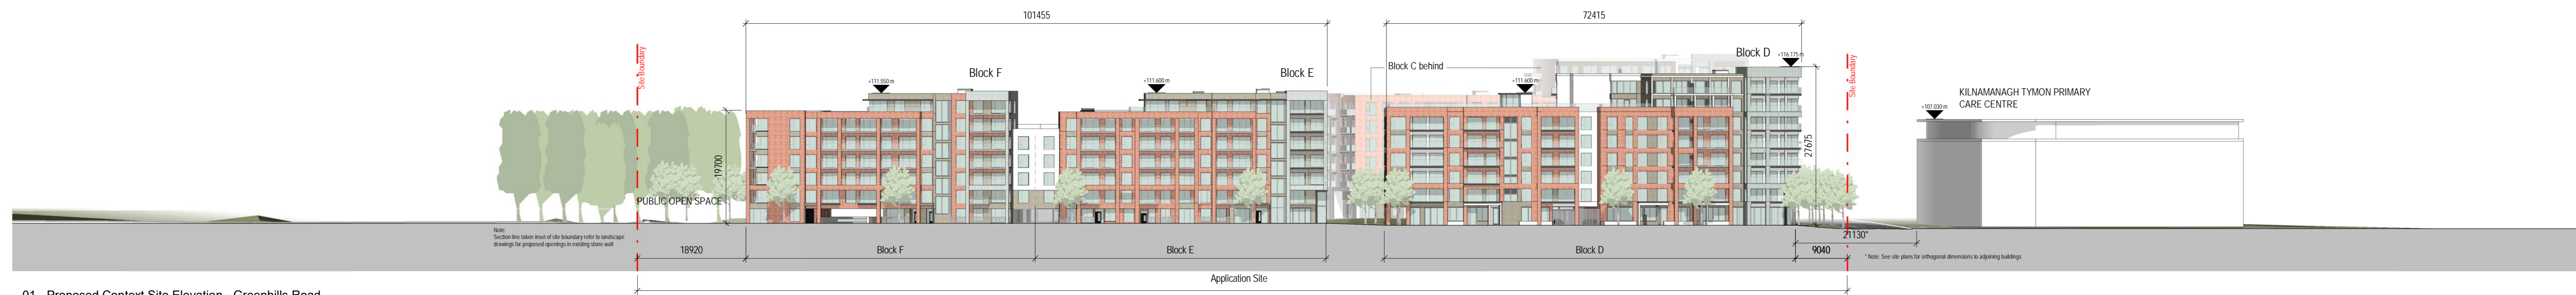 101455
72415
Site Boundary
Block F
Block E
Block C behind
Block D
Site Boundary
+111.550 m
+111.600 m
+111.600 m
+116.175 m
KILNAMANAGH TYMON PRIMARY
CARE CENTRE
+107.030 m
19700
27675
PUBLIC OPEN SPACE
Note:
Section line taken inset of site boundary refer to landscape
drawings for proposed openings in existing stone wall
18920
Block F
Block E
Block D
9040
21130*
* Note: See site plans for orthogonal dimensions to adjoining buildings
Application Site
01 - Proposed Context Site Elevation - Greenhills Road